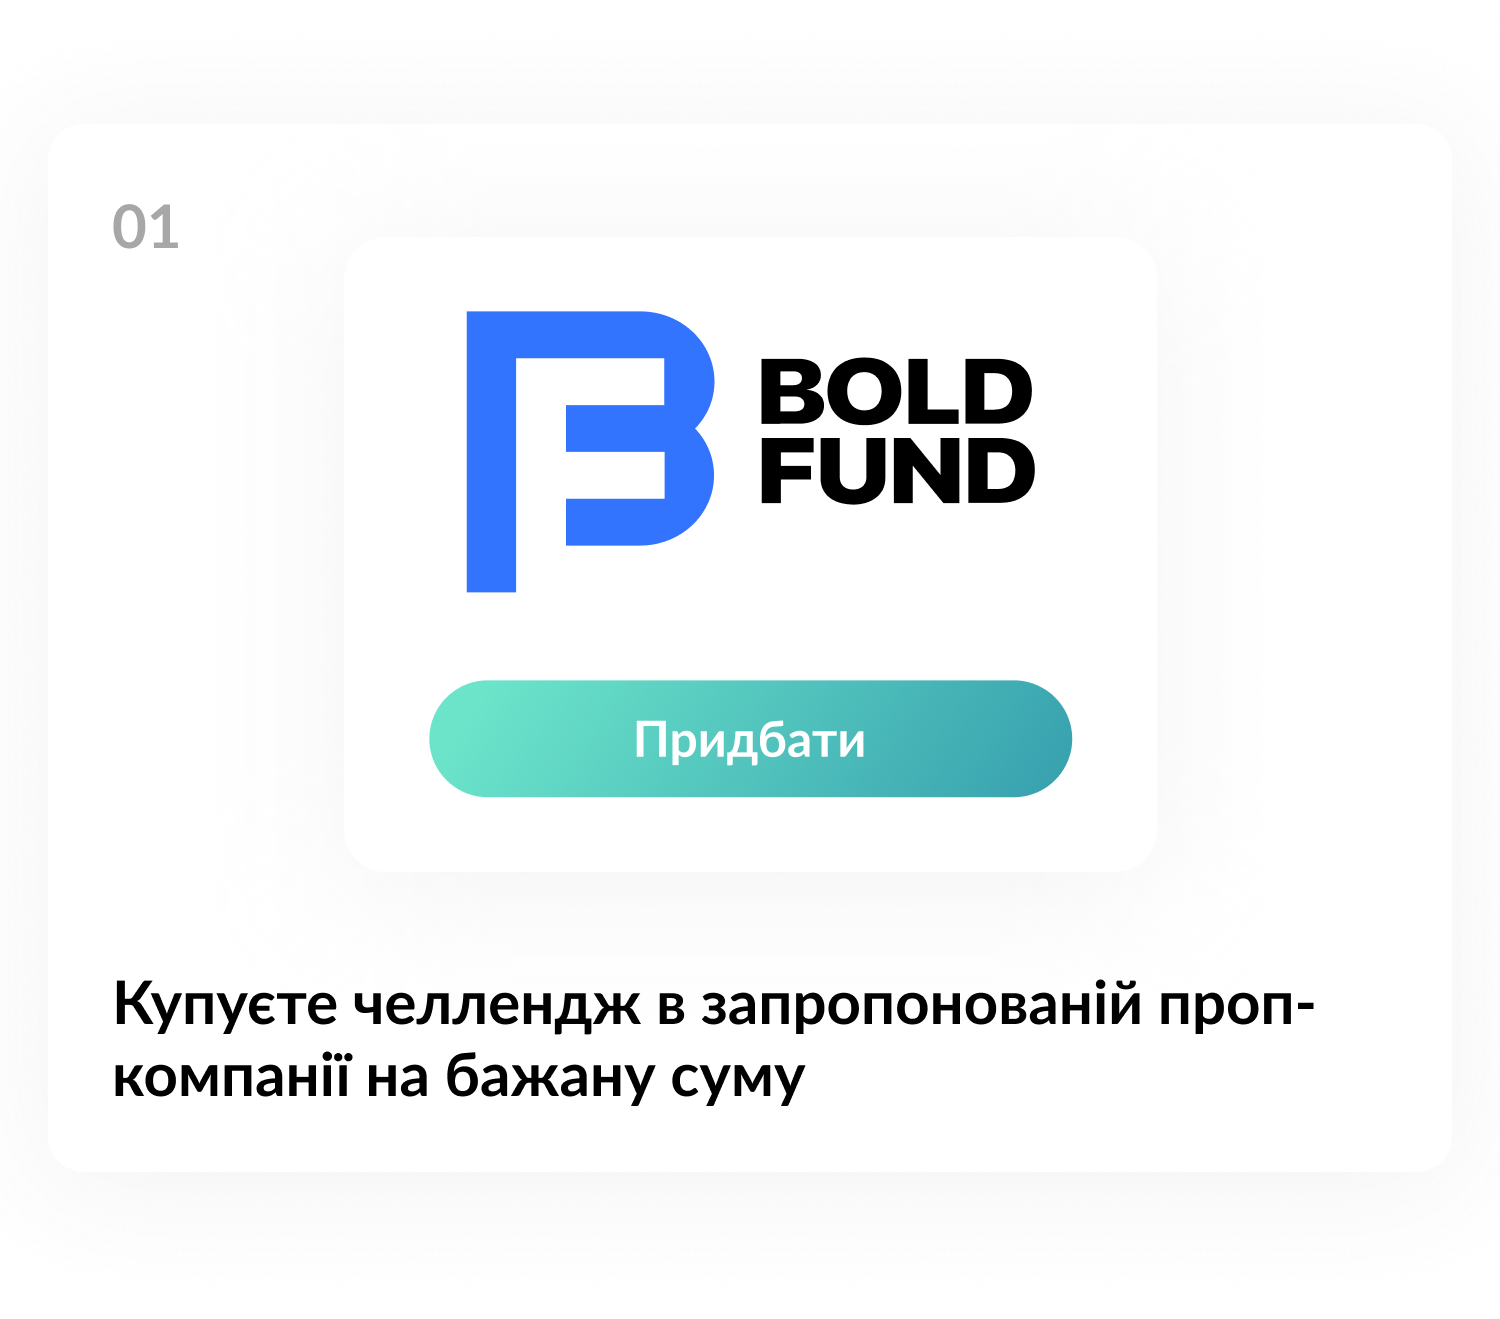 01
BOLD
FUND
Придбати
Купуєте челлендж в запропонованій проп-
компанії на бажану суму